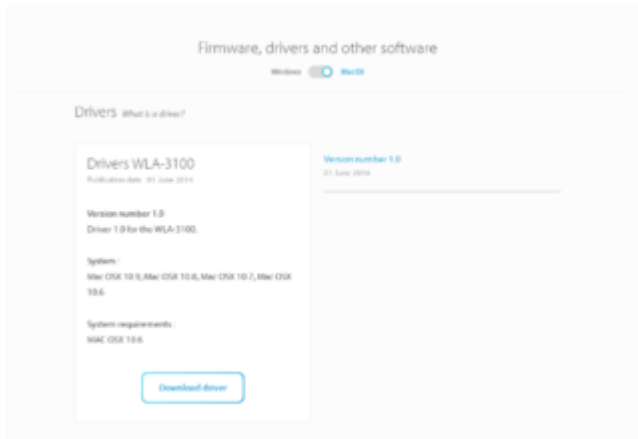 Firmware, drivers and other software
Windows MacOS
Drivers What is a driver?
Drivers WLA-3100
Publication date: 01 June 2014
Version number 1.0
Driver 1.0 for the WLA-3100.
System :
Mac OSX 10.9, Mac OSX 10.8, Mac OSX 10.7, Mac OSX
10.6
System requirements :
MAC OSX 10.6
Download driver
Version number 1.0
01 June 2014